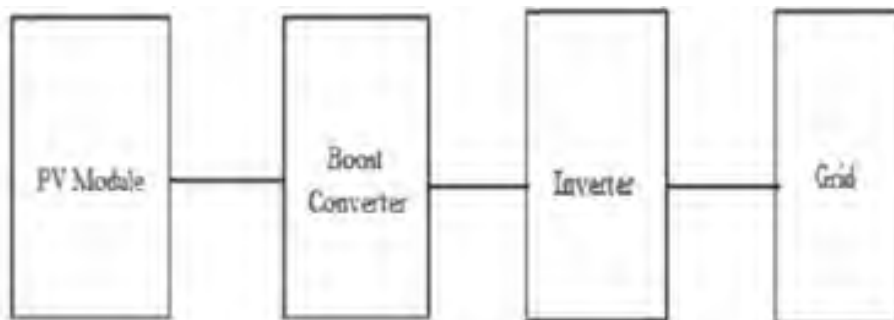 PV Module
Boost
Converter
Inverter
Grid